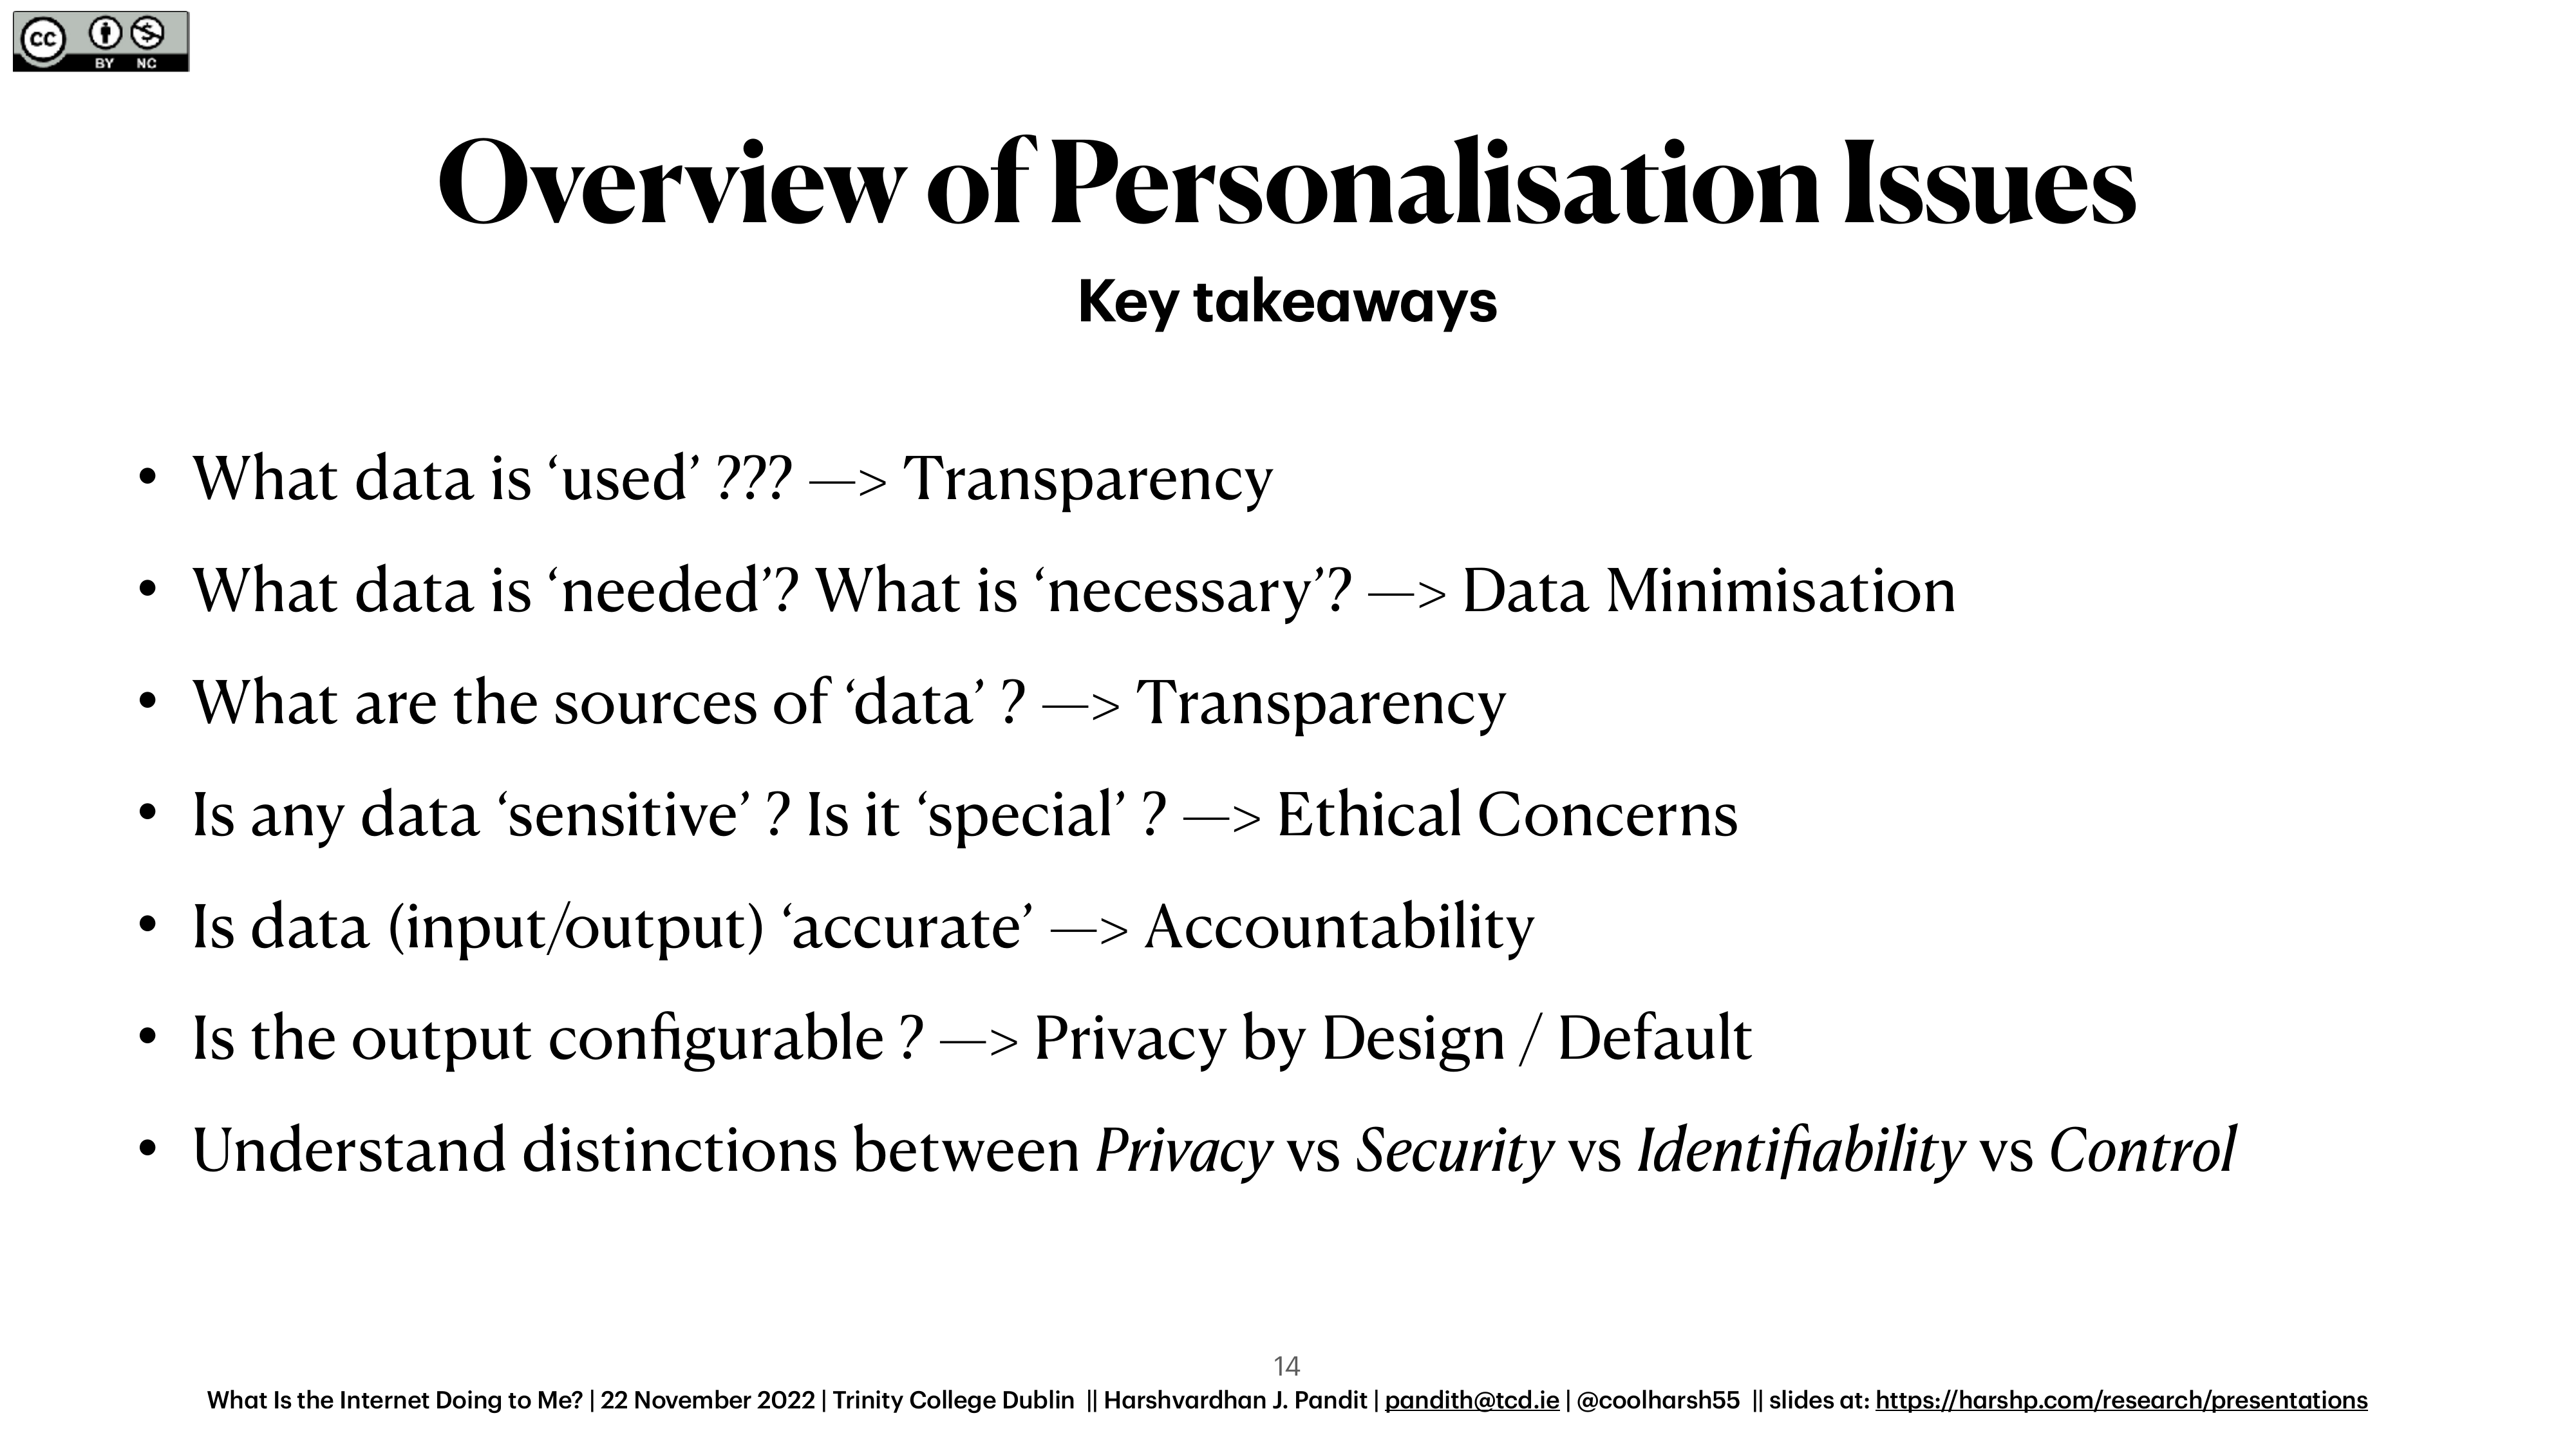 cc
BY NC
Overview of Personalisation Issues
Key takeaways
• What data is ‘used’ ??? —> Transparency
• What data is ‘needed’? What is ‘necessary’? —> Data Minimisation
• What are the sources of ‘data’ ? —> Transparency
• Is any data ‘sensitive’ ? Is it ‘special’ ? —> Ethical Concerns
• Is data (input/output) ‘accurate’ —> Accountability
• Is the output configurable ? —> Privacy by Design / Default
• Understand distinctions between Privacy vs Security vs Identifiability vs Control
14
What Is the Internet Doing to Me? | 22 November 2022 | Trinity College Dublin || Harshvardhan J. Pandit | pandith@tcd.ie | @coolharsh55 || slides at: https://harshp.com/research/presentations